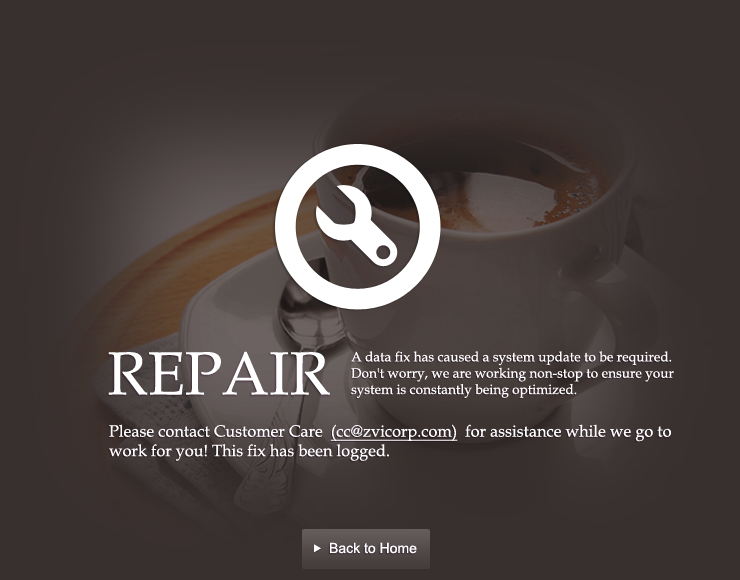 REPAIR
A data fix has caused a system update to be required.
Don't worry, we are working non-stop to ensure your
system is constantly being optimized.
Please contact Customer Care (cc@zvicorp.com) for assistance while we go to
work for you! This fix has been logged.
Back to Home